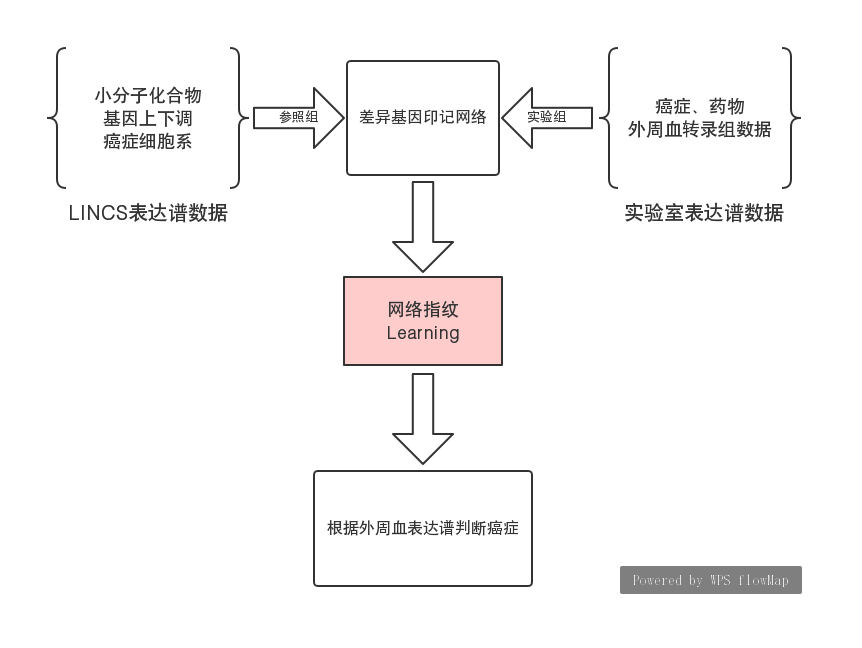 小分子化合物
基因上下调
癌症细胞系
LINCS表达谱数据
参照组
差异基因印记网络
实验组
癌症、药物
外周血转录组数据
实验室表达谱数据
网络指纹
Learning
根据外周血表达谱判断癌症
Powered by WPS flowMap